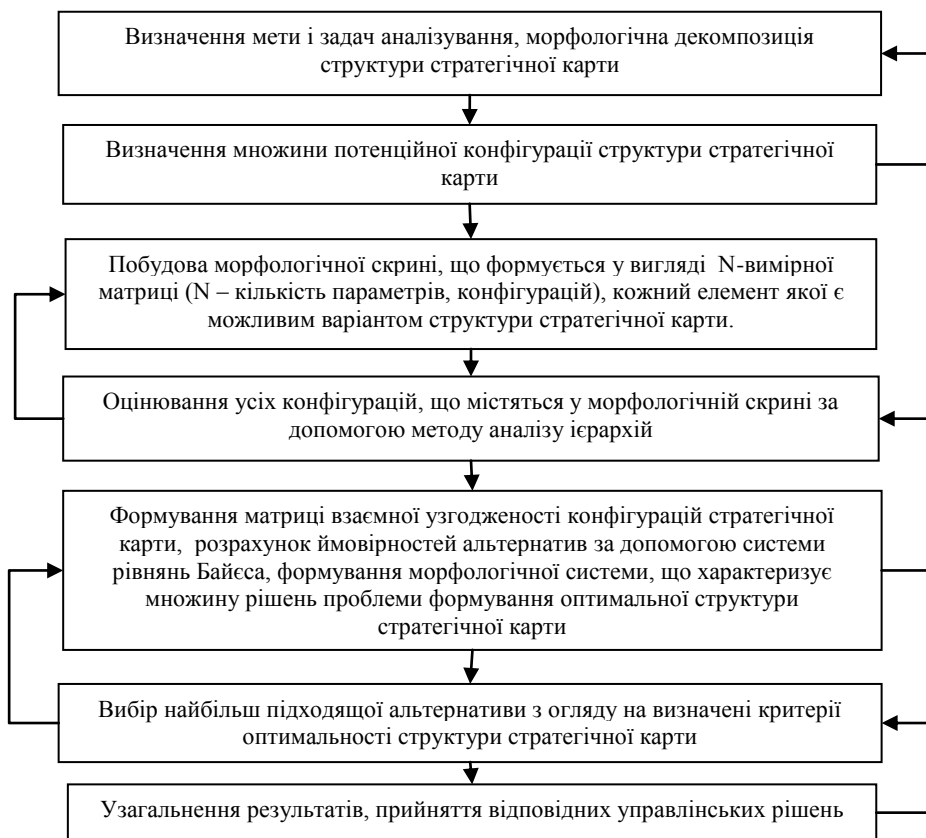 Визначення мети і задач аналізування, морфологічна декомпозиція
структури стратегічної карти
Визначення множини потенційної конфігурації структури стратегічної
карти
Побудова морфологічної скрині, що формується у вигляді N-вимірної
матриці (N – кількість параметрів, конфігурацій), кожний елемент якої є
можливим варіантом структури стратегічної карти.
Оцінювання усіх конфігурацій, що містяться у морфологічній скрині за
допомогою методу аналізу ієрархій
Формування матриці взаємної узгодженості конфігурацій стратегічної
карти, розрахунок ймовірностей альтернатив за допомогою системи
рівнянь Байєса, формування морфологічної системи, що характеризує
множину рішень проблеми формування оптимальної структури
стратегічної карти
Вибір найбільш підходящої альтернативи з огляду на визначені критерії
оптимальності структури стратегічної карти
Узагальнення результатів, прийняття відповідних управлінських рішень